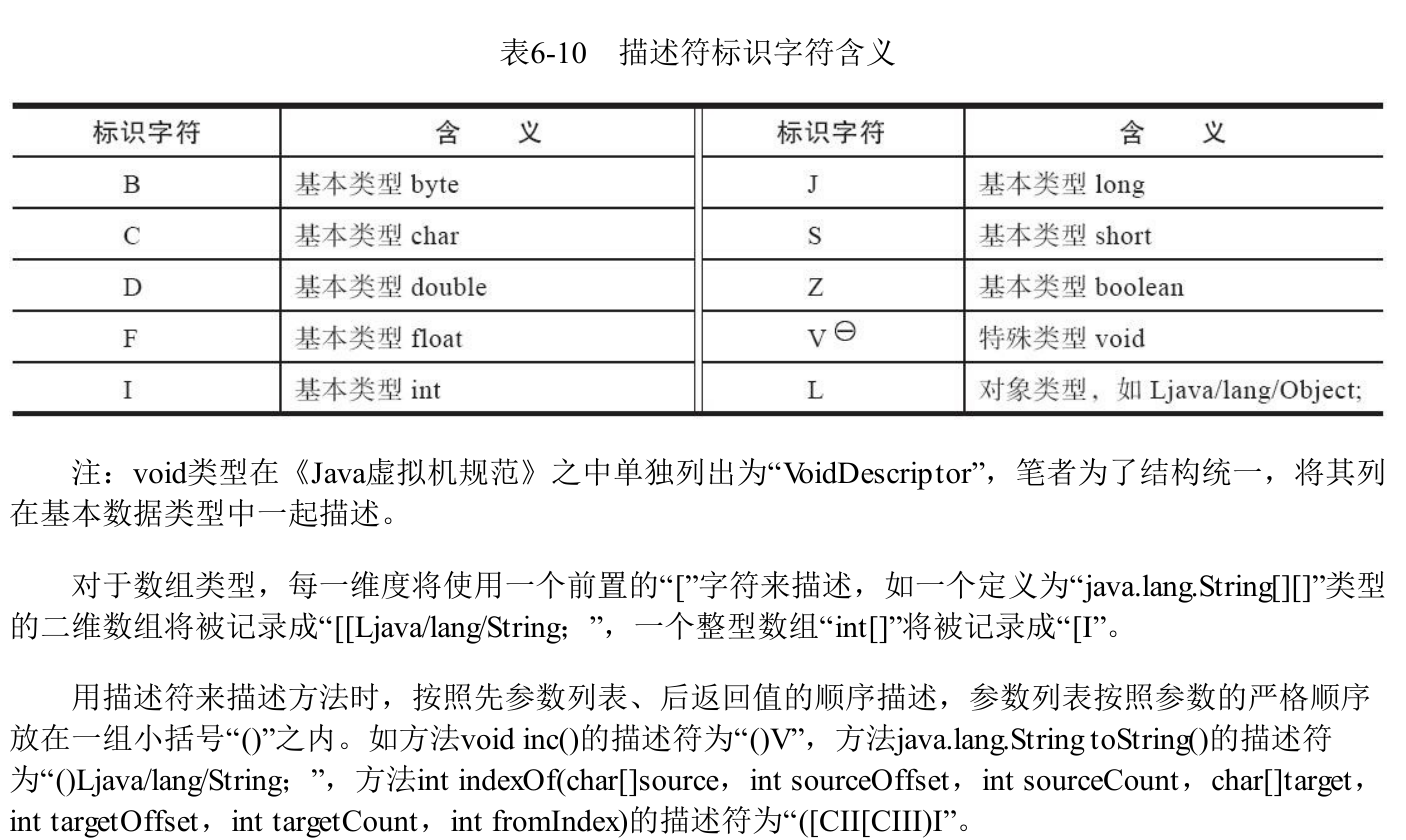 表6-10 描述符标识字符含义
标识字符 含 义 标识字符 含 义
B 基本类型 byte J 基本类型 long
C 基本类型 char S 基本类型 short
D 基本类型 double Z 基本类型 boolean
F 基本类型 float V㊀ 特殊类型 void
I 基本类型 int L 对象类型，如 Ljava/lang/Object;
注：void类型在《Java虚拟机规范》之中单独列出为“VoidDescriptor”，笔者为了结构统一，将其列
在基本数据类型中一起描述。
对于数组类型，每一维度将使用一个前置的“[”字符来描述，如一个定义为“java.lang.String[][]”类型
的二维数组将被记录成“[[Ljava/lang/String；”，一个整型数组“int[]”将被记录成“[I”。
用描述符来描述方法时，按照先参数列表、后返回值的顺序描述，参数列表按照参数的严格顺序
放在一组小括号“()”之内。如方法void inc()的描述符为“()V”，方法java.lang.String toString()的描述符
为“()Ljava/lang/String；”，方法int indexOf(char[]source，int sourceOffset，int sourceCount，char[]target，
int targetOffset，int targetCount，int fromIndex)的描述符为“([CII[CIII)I”。